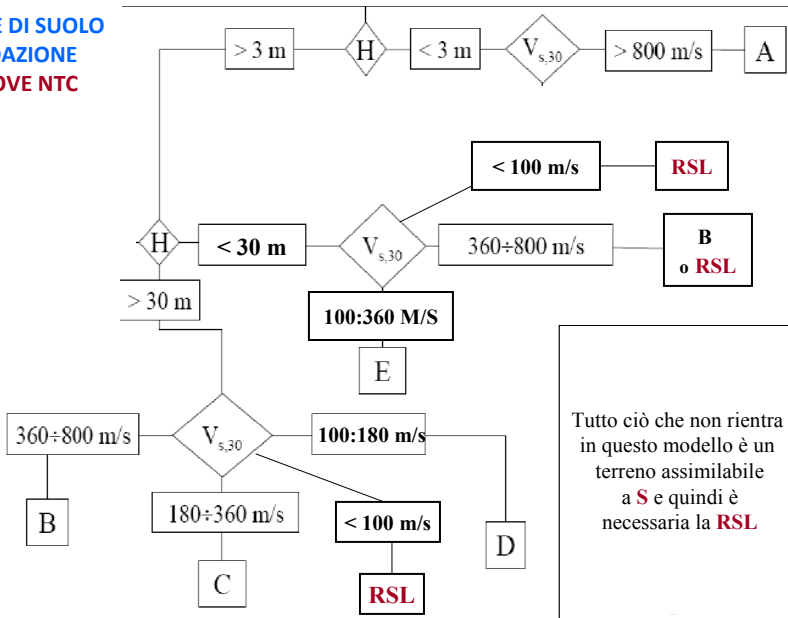 E DI SUOLO
DAZIONE
OVE NTC
> 3 m
H
< 3 m
Vs,30
> 800 m/s
A
< 100 m/s
RSL
H
< 30 m
Vs,30
360÷800 m/s
B
o RSL
> 30 m
100:360 M/S
E
360÷800 m/s
Vs,30
100:180 m/s
B
180÷360 m/s
< 100 m/s
D
C
RSL
Tutto ciò che non rientra
in questo modello è un
terreno assimilabile
a S e quindi è
necessaria la RSL